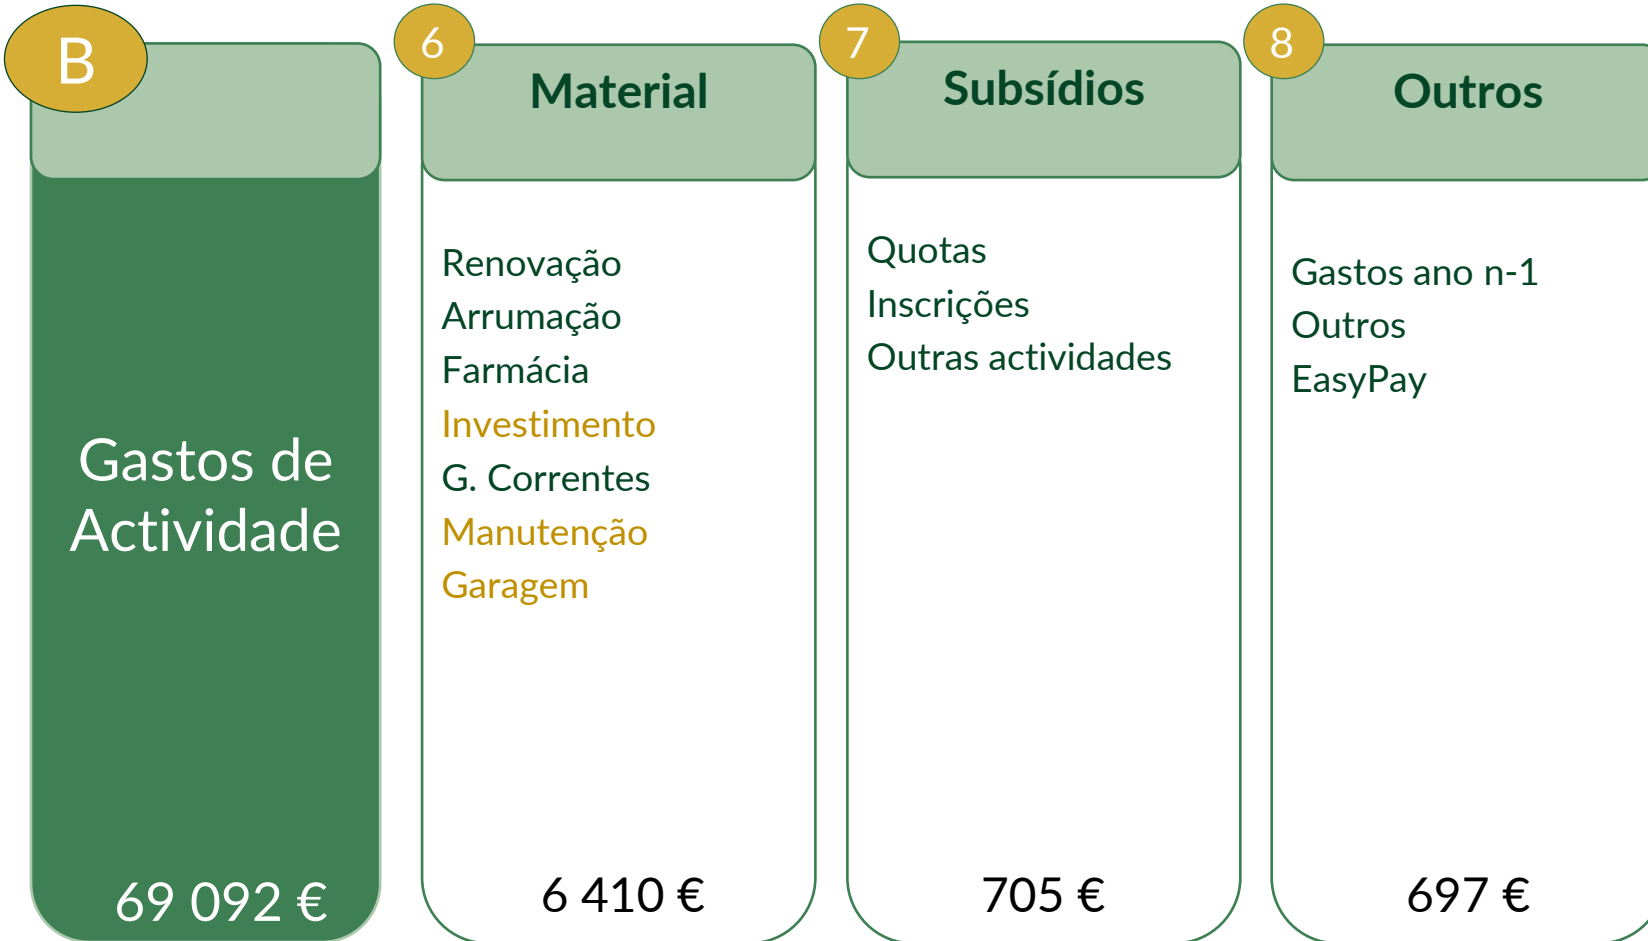 B
Gastos de
Actividade
69 092 €
6
Material
Renovação
Arrumação
Farmácia
Investimento
G. Correntes
Manutenção
Garagem
6 410 €
7
Subsídios
Quotas
Inscrições
Outras actividades
705 €
8
Outros
Gastos ano n-1
Outros
EasyPay
697 €